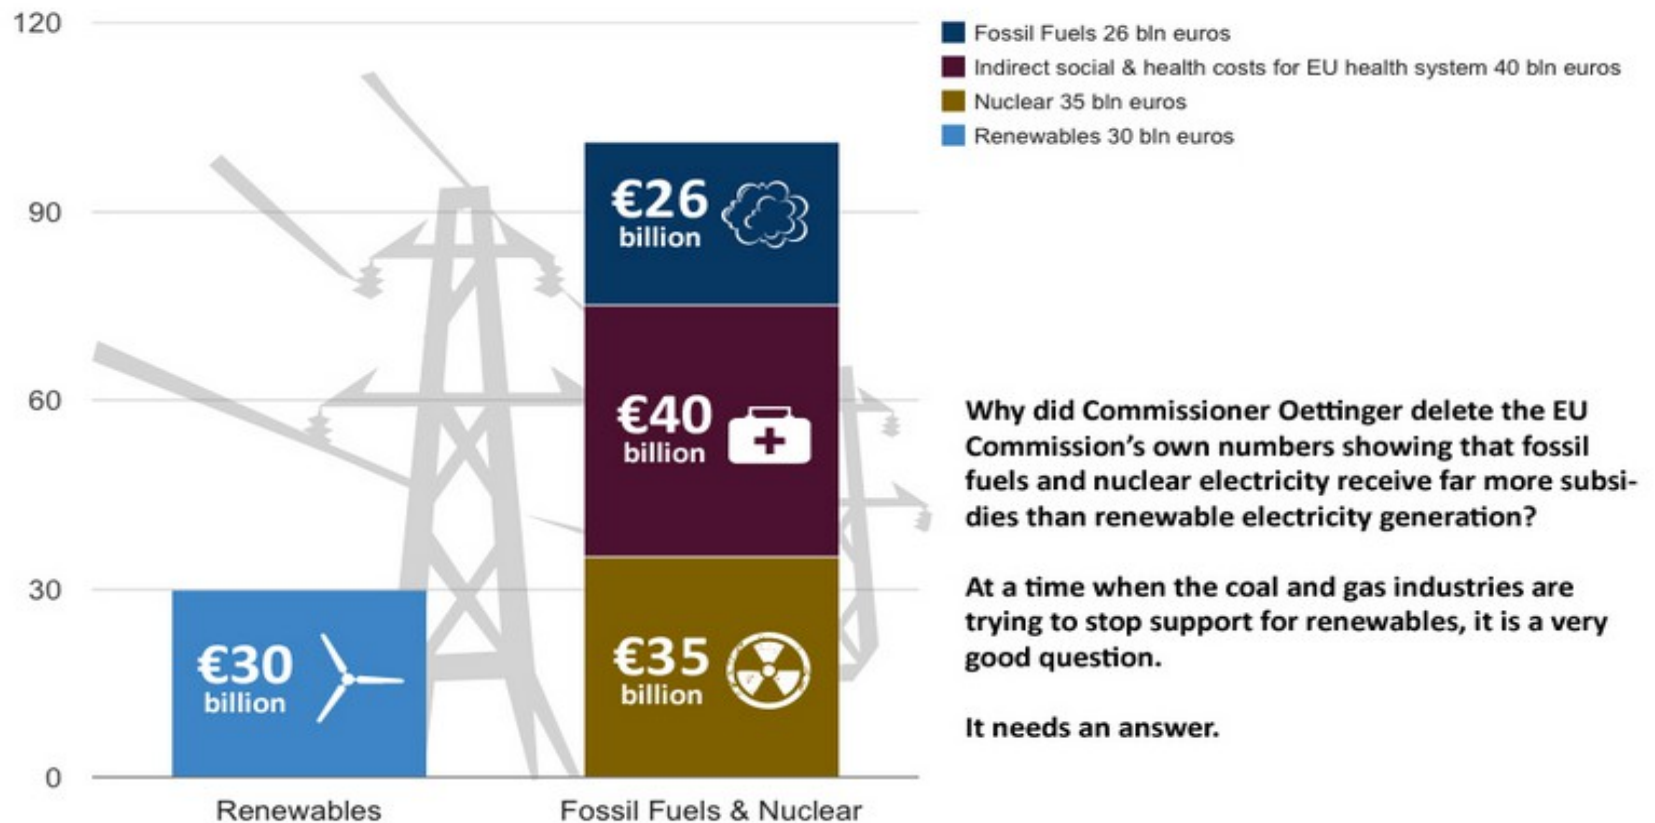 120
90
60
30
0
€30
billion
€26
billion
€40
billion
€35
billion
Renewables
Fossil Fuels & Nuclear
Fossil Fuels 26 bln euros
Indirect social & health costs for EU health system 40 bln euros
Nuclear 35 bln euros
Renewables 30 bln euros
Why did Commissioner Oettinger delete the EU
Commission’s own numbers showing that fossil
fuels and nuclear electricity receive far more subsi-
dies than renewable electricity generation?
At a time when the coal and gas industries are
trying to stop support for renewables, it is a very
good question.
It needs an answer.